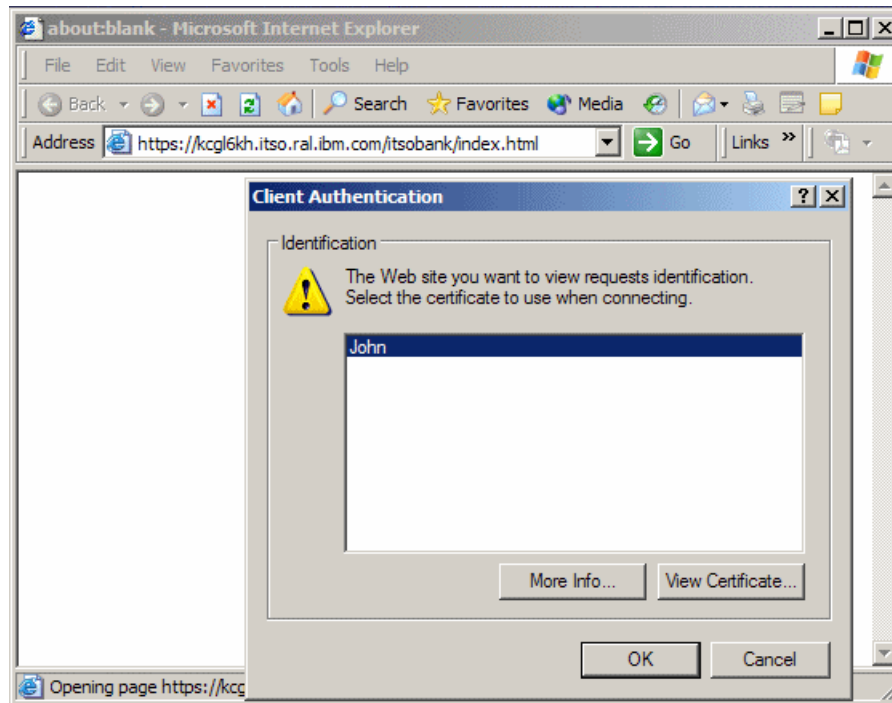 about:blank - Microsoft Internet Explorer
File Edit View Favorites Tools Help
Back Search Favorites Media
Address https://kcgl6kh.itso.ral.ibm.com/itsobank/index.html Go Links »
Client Authentication
Identification
The Web site you want to view requests identification.
Select the certificate to use when connecting.
John
More Info... View Certificate...
OK Cancel
Opening page https://kcg